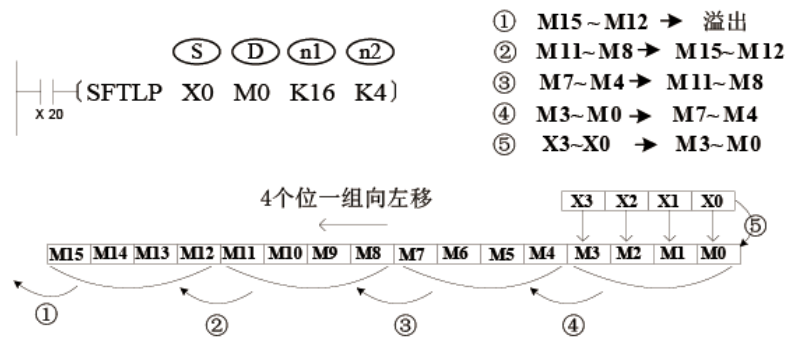 S D n1 n2
SFTLP X0 M0 K16 K4
X 20
① M15~M12 → 溢出
② M11~M8 → M15~M12
③ M7~M4 → M11~M8
④ M3~M0 → M7~M4
⑤ X3~X0 → M3~M0
4个位一组向左移
X3 X2 X1 X0
⑤
M15 M14 M13 M12 M11 M10 M9 M8 M7 M6 M5 M4 M3 M2 M1 M0
① ② ③ ④